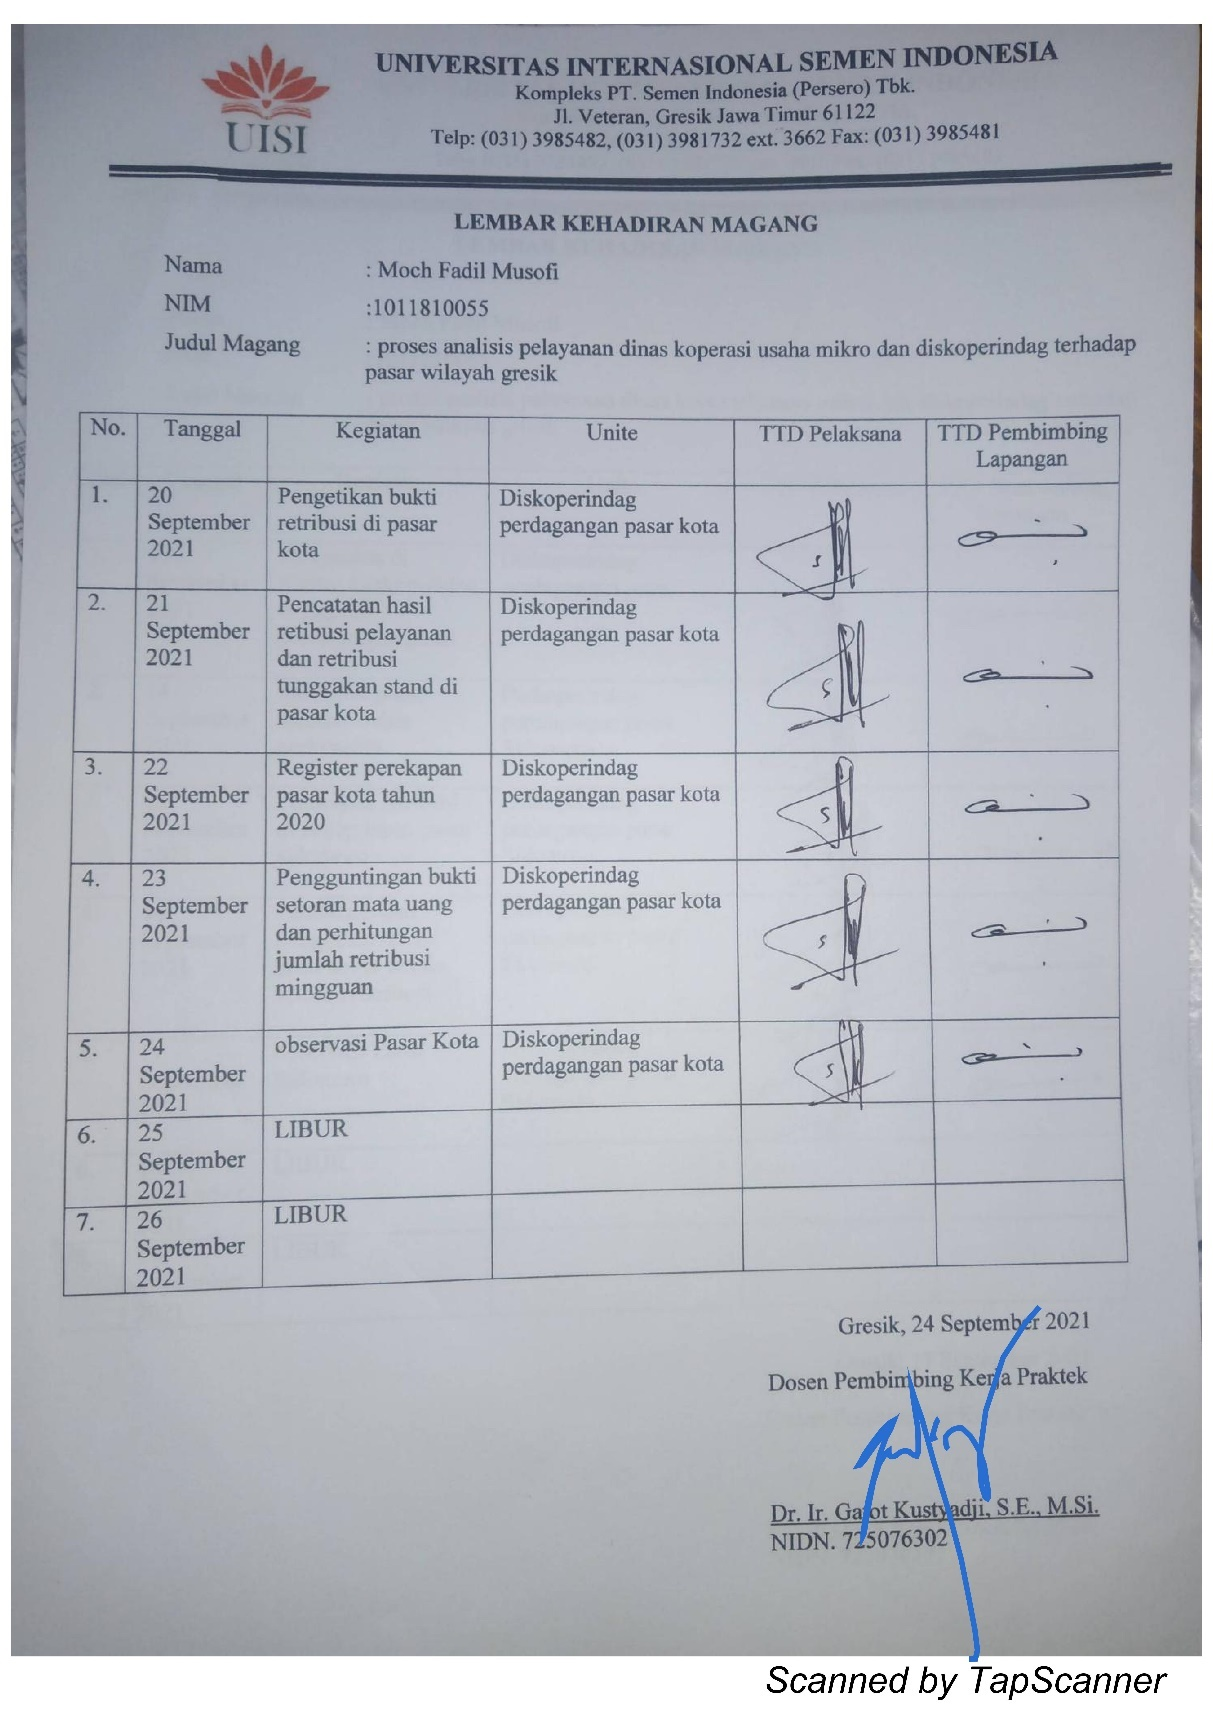 UISI
UNIVERSITAS INTERNASIONAL SEMEN INDONESIA
Kompleks PT. Semen Indonesia (Persero) Tbk.
Jl. Veteran, Gresik Jawa Timur 61122
Telp: (031) 3985482, (031) 3981732 ext. 3662 Fax: (031) 3985481
LEMBAR KEHADIRAN MAGANG
Nama : Moch Fadil Musofi
NIM :1011810055
Judul Magang : proses analisis pelayanan dinas koperasi usaha mikro dan diskoperindag terhadap
pasar wilayah gresik
No. Tanggal Kegiatan Unite TTD Pelaksana TTD Pembimbing
Lapangan
1. 20 Pengetikan bukti Diskoperindag
September retribusi di pasar perdagangan pasar kota
2021 kota
2. 21 Pencatatan hasil Diskoperindag
September retibusi pelayanan perdagangan pasar kota
2021 dan retribusi
tunggakan stand di
pasar kota
3. 22 Register perekapan Diskoperindag
September pasar kota tahun perdagangan pasar kota
2021 2020
4. 23 Pengguntingan bukti Diskoperindag
September setoran mata uang perdagangan pasar kota
2021 dan perhitungan
jumlah retribusi
mingguan
5. 24 observasi Pasar Kota Diskoperindag
September perdagangan pasar kota
2021
6. 25 LIBUR
September
2021
7. 26 LIBUR
September
2021
Gresik, 24 September 2021
Dosen Pembimbing Kerja Praktek
Dr. Ir. Gatot Kustyadji, S.E., M.Si.
NIDN. 725076302
Scanned by TapScanner